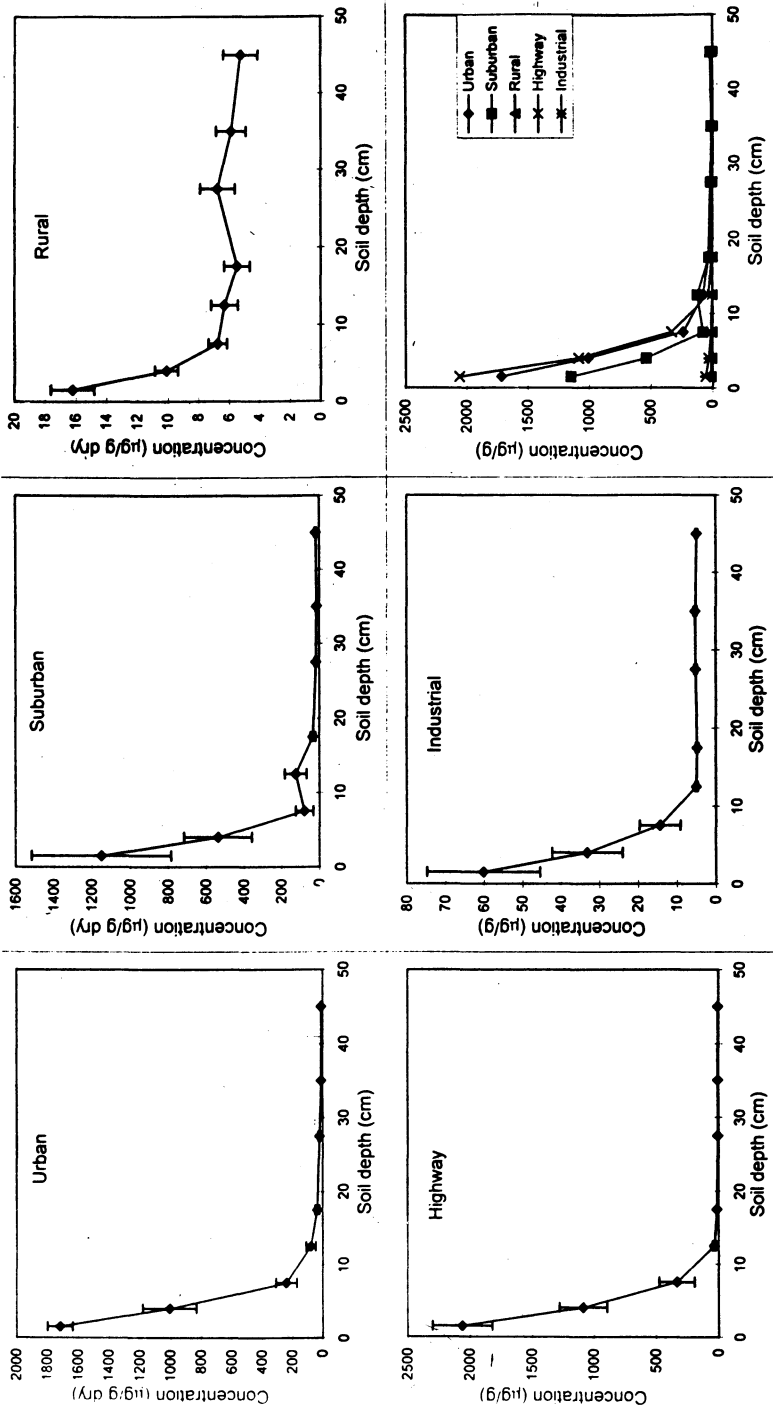 Urban
Concentration (µg/g dry)
2000
1800
1600
1400
1200
1000
800
600
400
200
0
0 10 20 30 40 50
Soil depth (cm)
Suburban
Concentration (µg/g dry)
1600
1400
1200
1000
800
600
400
200
0
0 10 20 30 40 50
Soil depth (cm)
Rural
Concentration (µg/g dry)
20
18
16
14
12
10
8
6
4
2
0
0 10 20 30 40 50
Soil depth (cm)
Highway
Concentration (µg/g)
2500
2000
1500
1000
500
0
0 10 20 30 40 50
Soil depth (cm)
Industrial
Concentration (µg/g)
80
70
60
50
40
30
20
10
0
0 10 20 30 40 50
Soil depth (cm)
Concentration (µg/g)
2500
2000
1500
1000
500
0
0 10 20 30 40 50
Soil depth (cm)
Urban
Suburban
Rural
Highway
Industrial